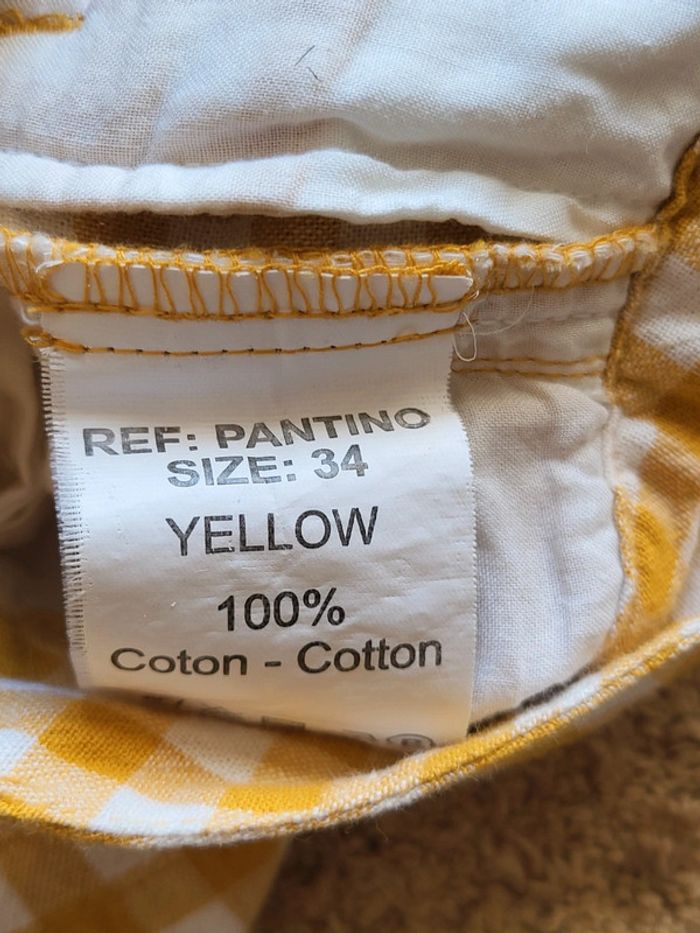 REF: PANTINO
SIZE: 34
YELLOW
100%
Coton - Cotton